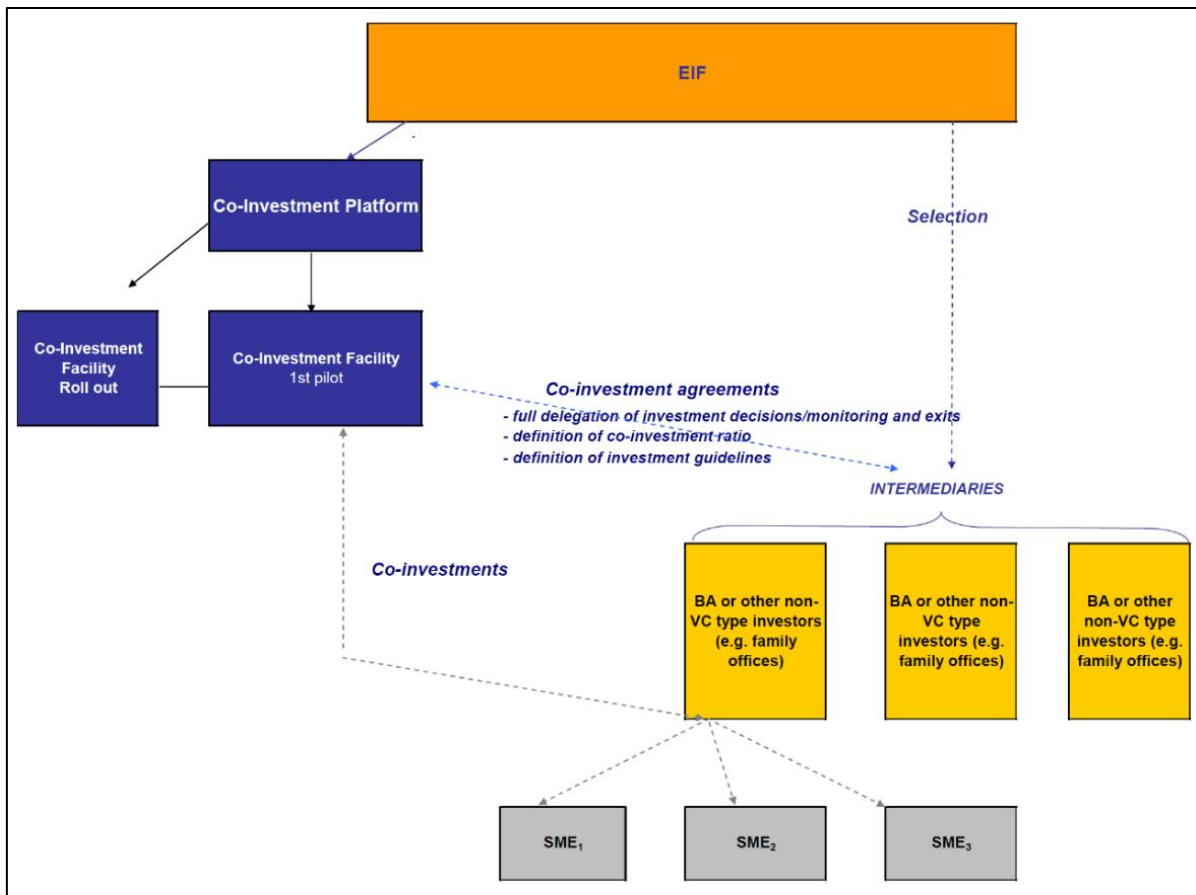 EIF
-
Co-Investment Platform
Selection
Co-Investment
Facility
Roll out
Co-Investment Facility
1st pilot
Co-investment agreements
- full delegation of investment decisions/monitoring and exits
- definition of co-investment ratio
- definition of investment guidelines
INTERMEDIARIES
Co-investments
BA or other non-
VC type investors
(e.g. family
offices)
BA or other non-
VC type
investors (e.g.
family offices)
BA or other
non-VC type
investors (e.g.
family offices)
SME₁
SME₂
SME₃